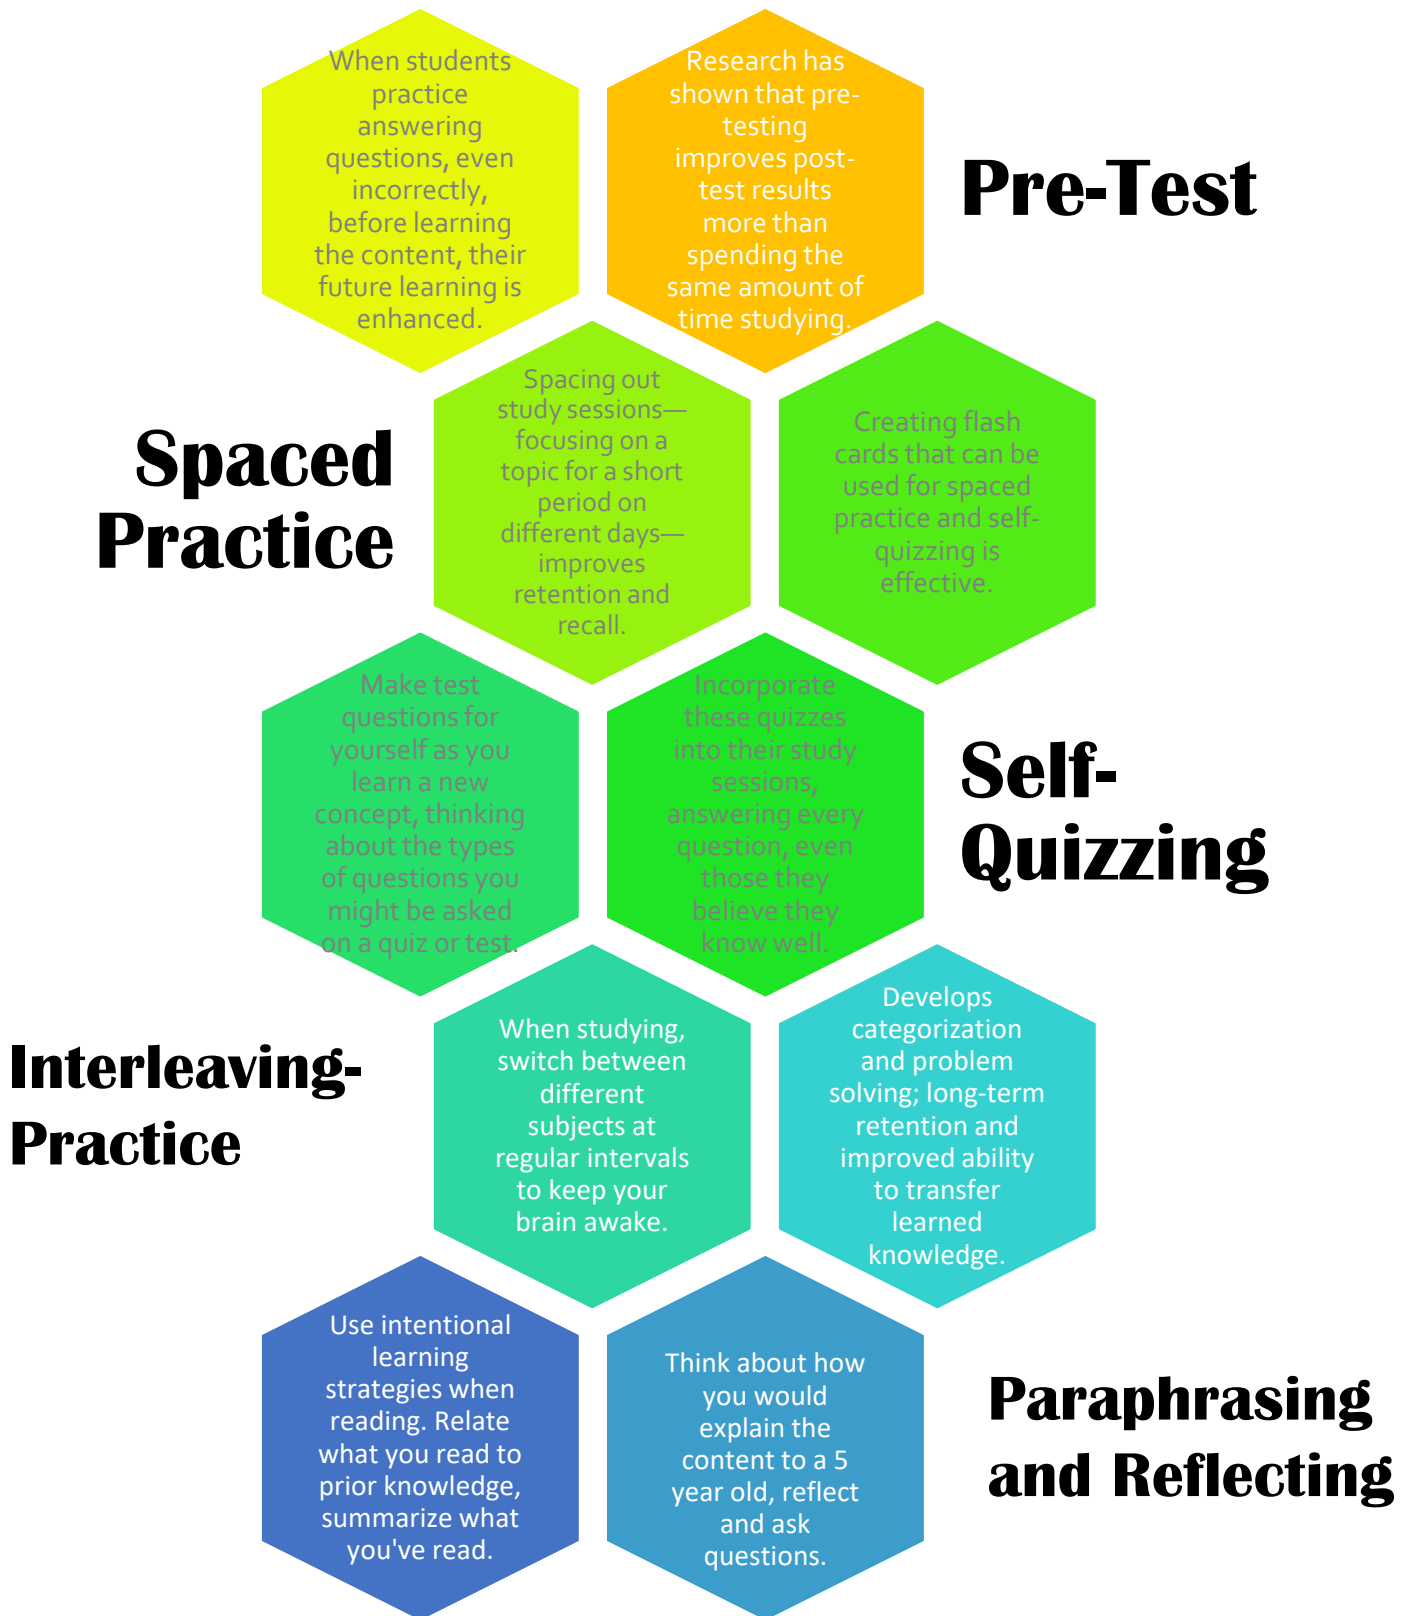 When students
practice
answering
questions, even
incorrectly,
before learning
the content, their
future learning is
enhanced.
Research has
shown that pre-
testing
improves post-
test results
more than
spending the
same amount of
time studying.
Pre-Test
Spaced
Practice
Spacing out
study sessions—
focusing on a
topic for a short
period on
different days—
improves
retention and
recall.
Creating flash
cards that can be
used for spaced
practice and self-
quizzing is
effective.
Make test
questions for
yourself as you
learn a new
concept, thinking
about the types
of questions you
might be asked
on a quiz or test.
Incorporate
these quizzes
into their study
sessions,
answering every
question, even
those they
believe they
know well.
Self-
Quizzing
Interleaving-
Practice
When studying,
switch between
different
subjects at
regular intervals
to keep your
brain awake.
Develops
categorization
and problem
solving; long-term
retention and
improved ability
to transfer
learned
knowledge.
Use intentional
learning
strategies when
reading. Relate
what you read to
prior knowledge,
summarize what
you've read.
Think about how
you would
explain the
content to a 5
year old, reflect
and ask
questions.
Paraphrasing
and Reflecting